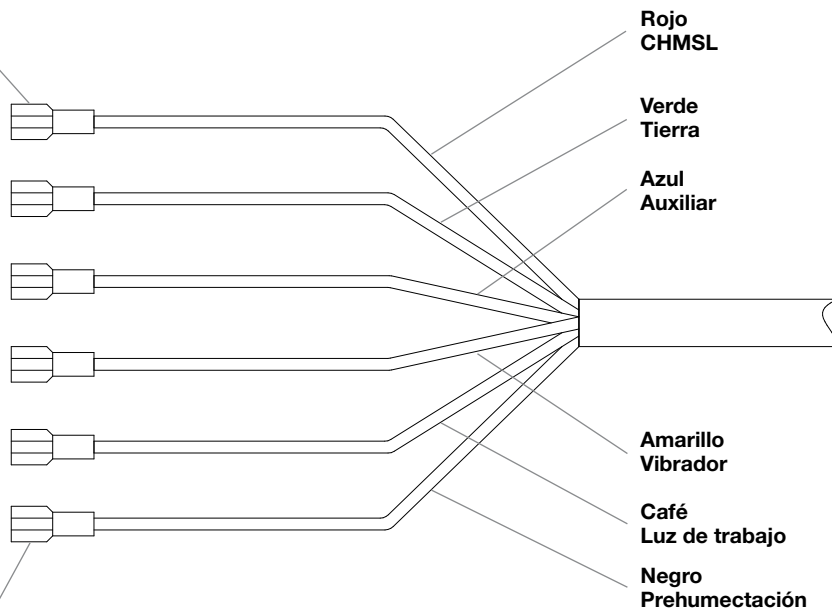 Rojo
CHMSL
Verde
Tierra
Azul
Auxiliar
Amarillo
Vibrador
Café
Luz de trabajo
Negro
Prehumectación